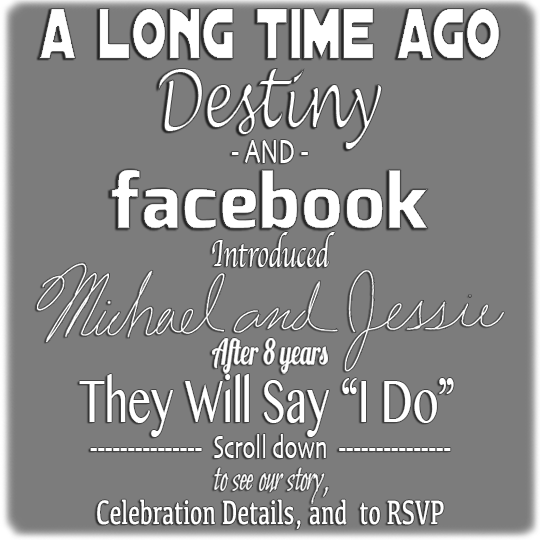 A LONG TIME AGO
Destiny
- AND -
facebook
Introduced
Michael and Jessie
After 8 years
They Will Say “I Do”
--------------- Scroll down ---------------
to see our story,
Celebration Details, and to RSVP